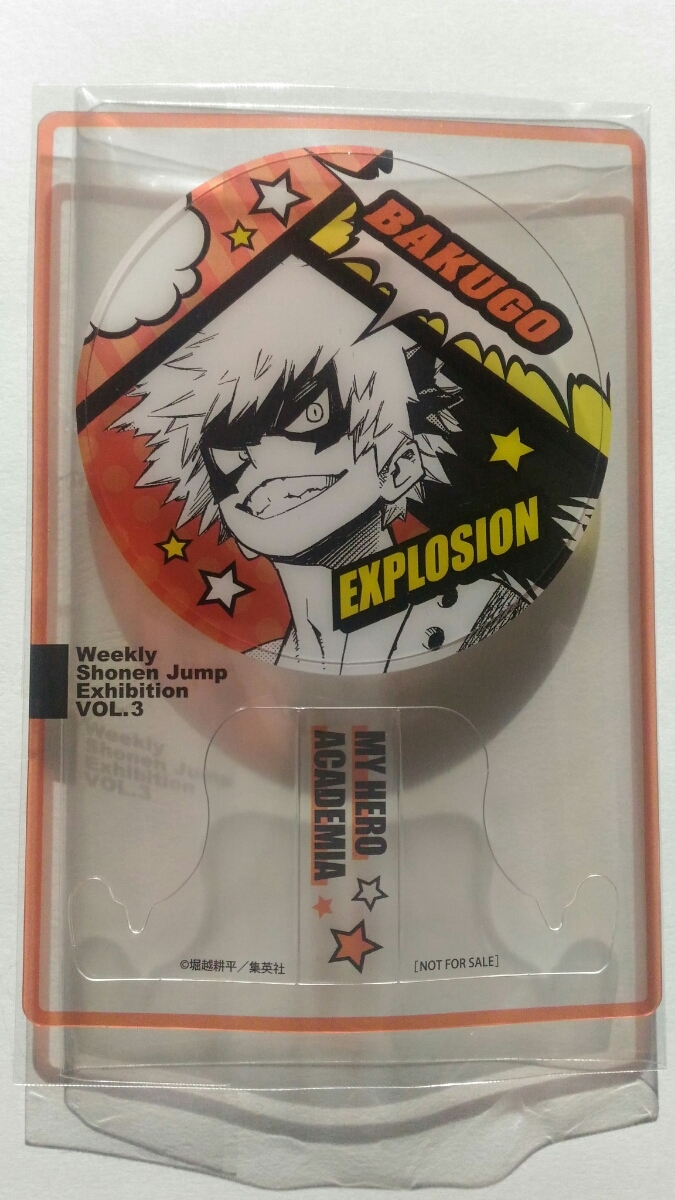 BAKUGO
EXPLOSION
Weekly
Shonen Jump
Exhibition
VOL.3
MY HERO
ACADEMIA
©堀越耕平／集英社
[NOT FOR SALE]